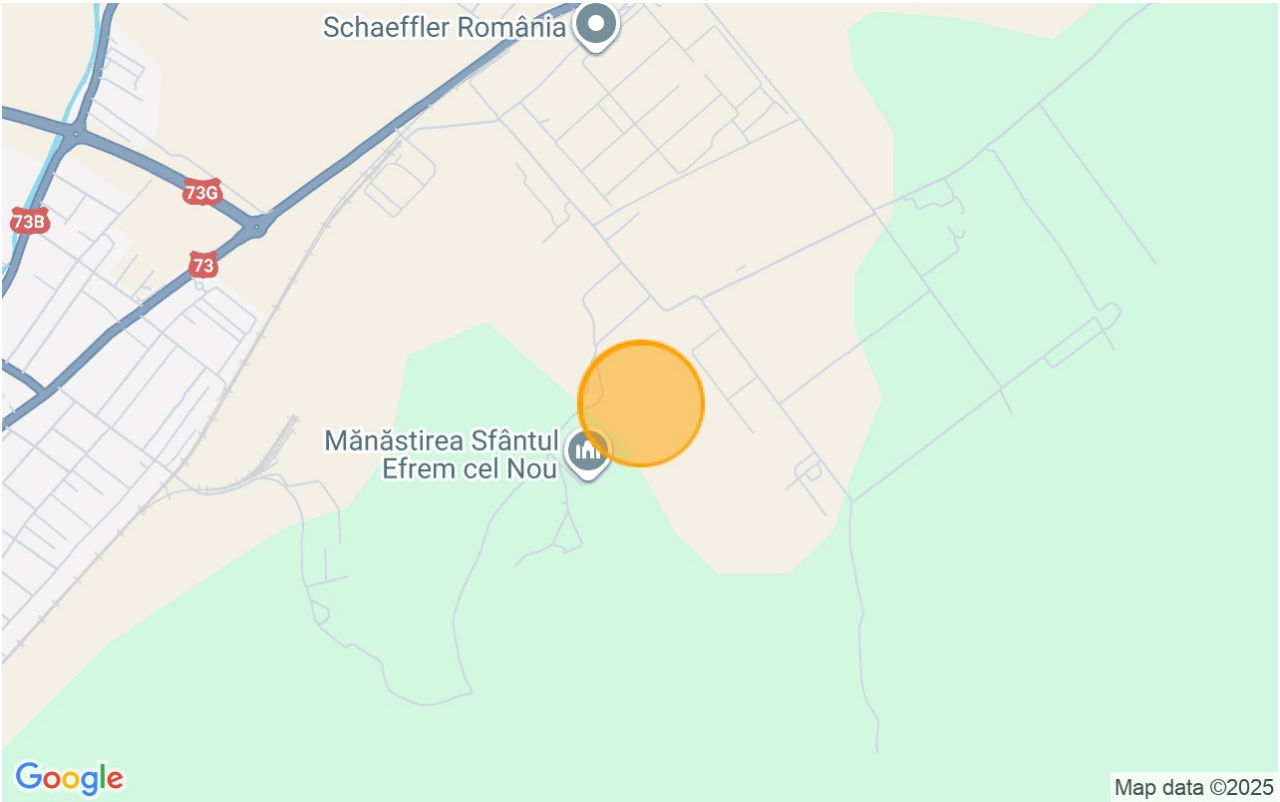 Schaeffler România
73G
73B
73
Mănăstirea Sfântul
Efrem cel Nou
Google
Map data ©2025